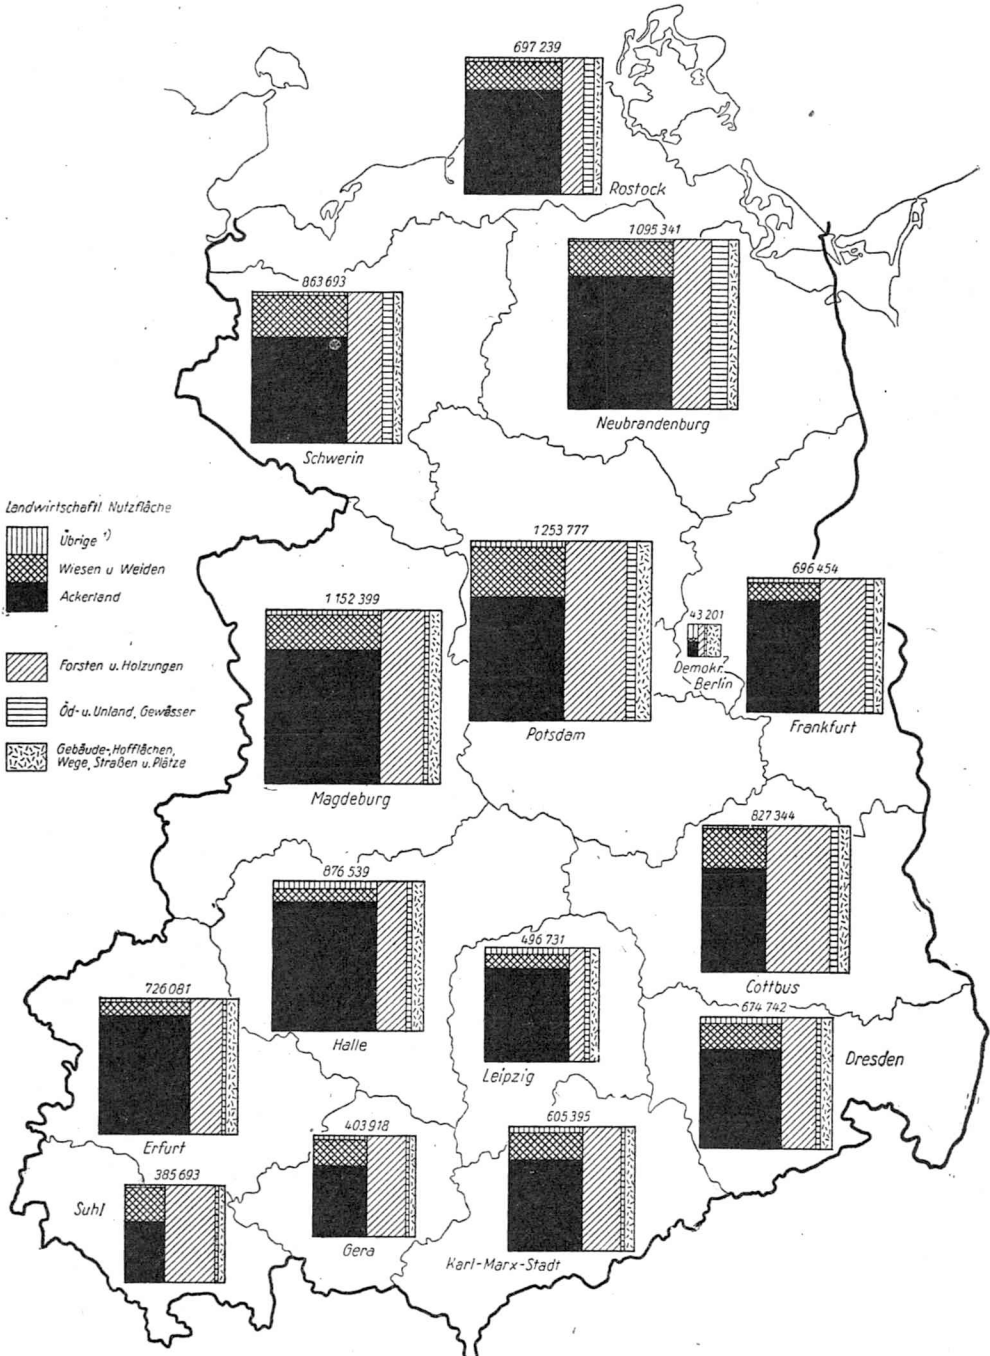 697 239
Rostock
1 095 341
Neubrandenburg
863 693
Schwerin
Landwirtschaftl Nutzfläche
Übrige ¹)
Wiesen u Weiden
Ackerland
Forsten u. Holzungen
Öd- u. Unland, Gewässer
Gebäude-, Hofflächen,
Wege, Straßen u. Plätze
1 253 777
Potsdam
696 454
Frankfurt
43 201
Demokr.
Berlin
1 152 399
Magdeburg
827 344
Cottbus
876 539
Halle
496 731
Leipzig
674 742
Dresden
726 081
Erfurt
403 918
Gera
605 395
Karl-Marx-Stadt
385 693
Suhl